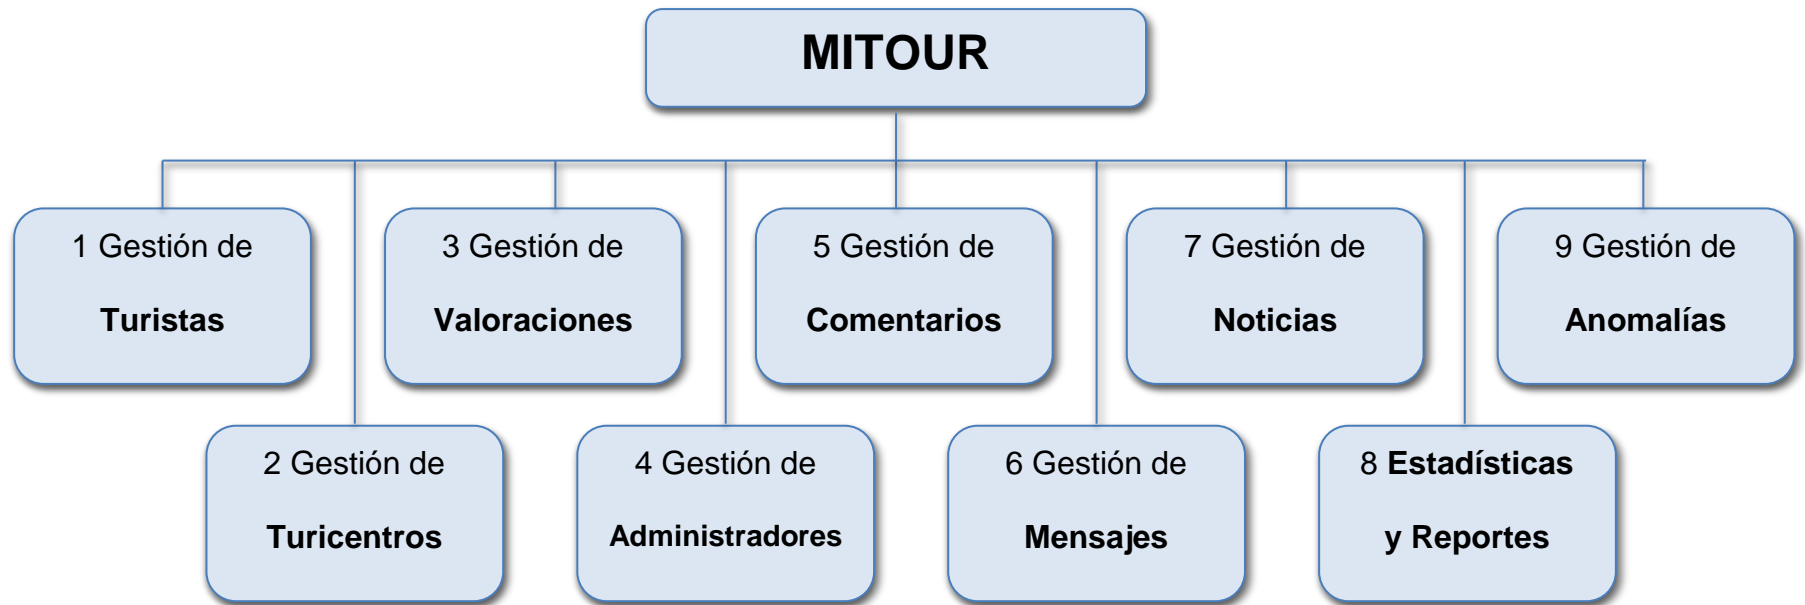 MITOUR
1 Gestión de
Turistas
3 Gestión de
Valoraciones
5 Gestión de
Comentarios
7 Gestión de
Noticias
9 Gestión de
Anomalías
2 Gestión de
Turicentros
4 Gestión de
Administradores
6 Gestión de
Mensajes
8 Estadísticas
y Reportes